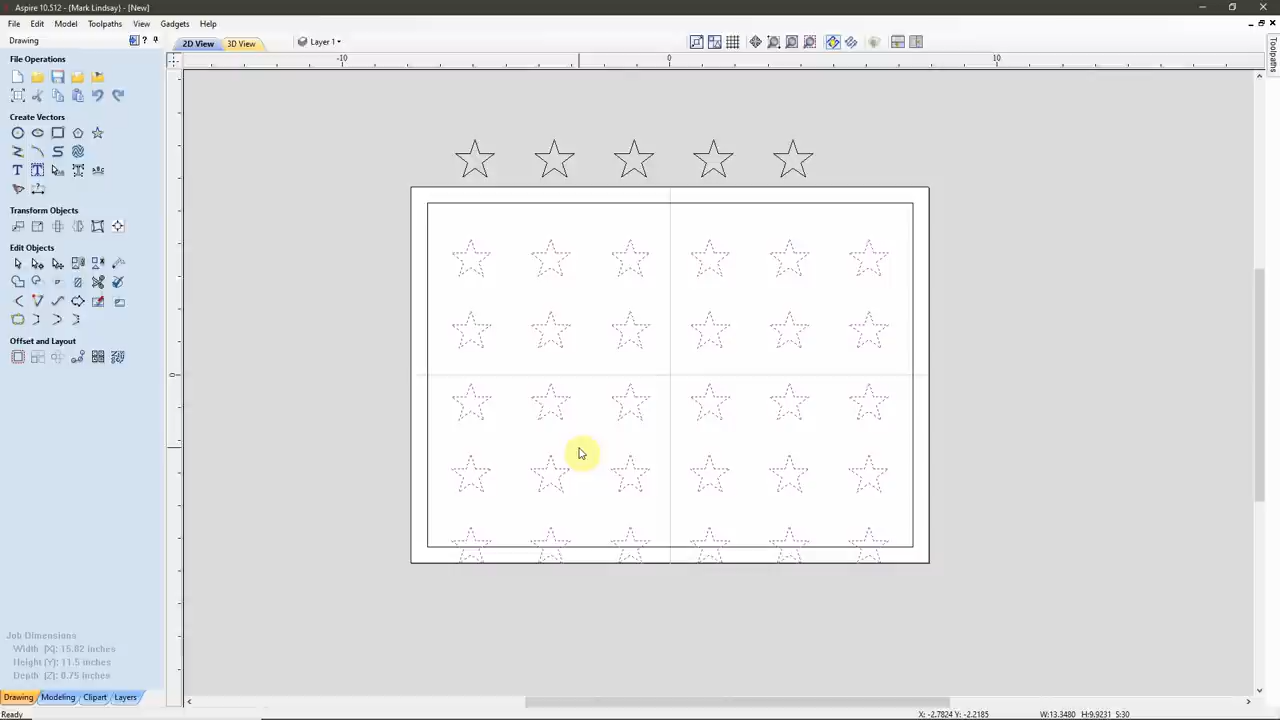 Aspire 10.512 - (Mark Lindsay) - [New]
File Edit Model Toolpaths View Gadgets Help
Drawing ?
2D View 3D View Layer 1
File Operations
-10 0 10
Create Vectors
Transform Objects
Edit Objects
Offset and Layout
0
Toolpaths
Job Dimensions
Width (X): 15.82 inches
Height (Y): 11.5 inches
Depth (Z): 0.75 inches
Drawing Modeling Clipart Layers
Ready X: -2.7824 Y: -2.2185 W:13.3480 H:9.9231 S:30